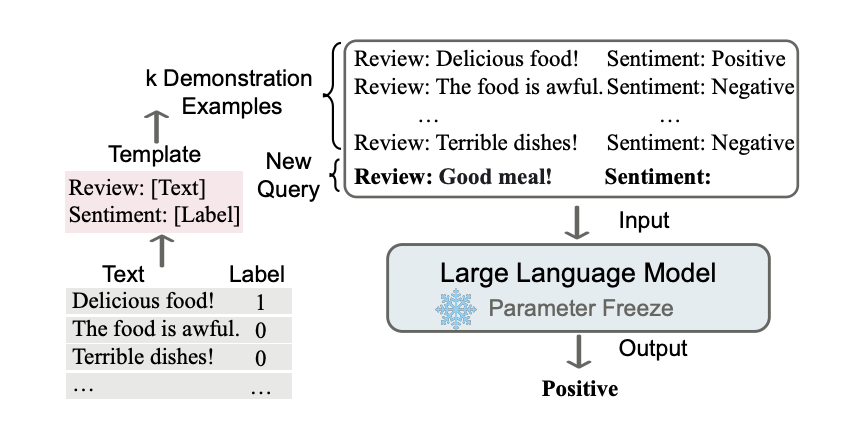 k Demonstration
Examples
Review: Delicious food! Sentiment: Positive
Review: The food is awful. Sentiment: Negative
… …
Review: Terrible dishes! Sentiment: Negative
New
Query
Review: Good meal! Sentiment:
Template
Review: [Text]
Sentiment: [Label]
Text Label
Delicious food! 1
The food is awful. 0
Terrible dishes! 0
… …
Input
Large Language Model
Parameter Freeze
Output
Positive